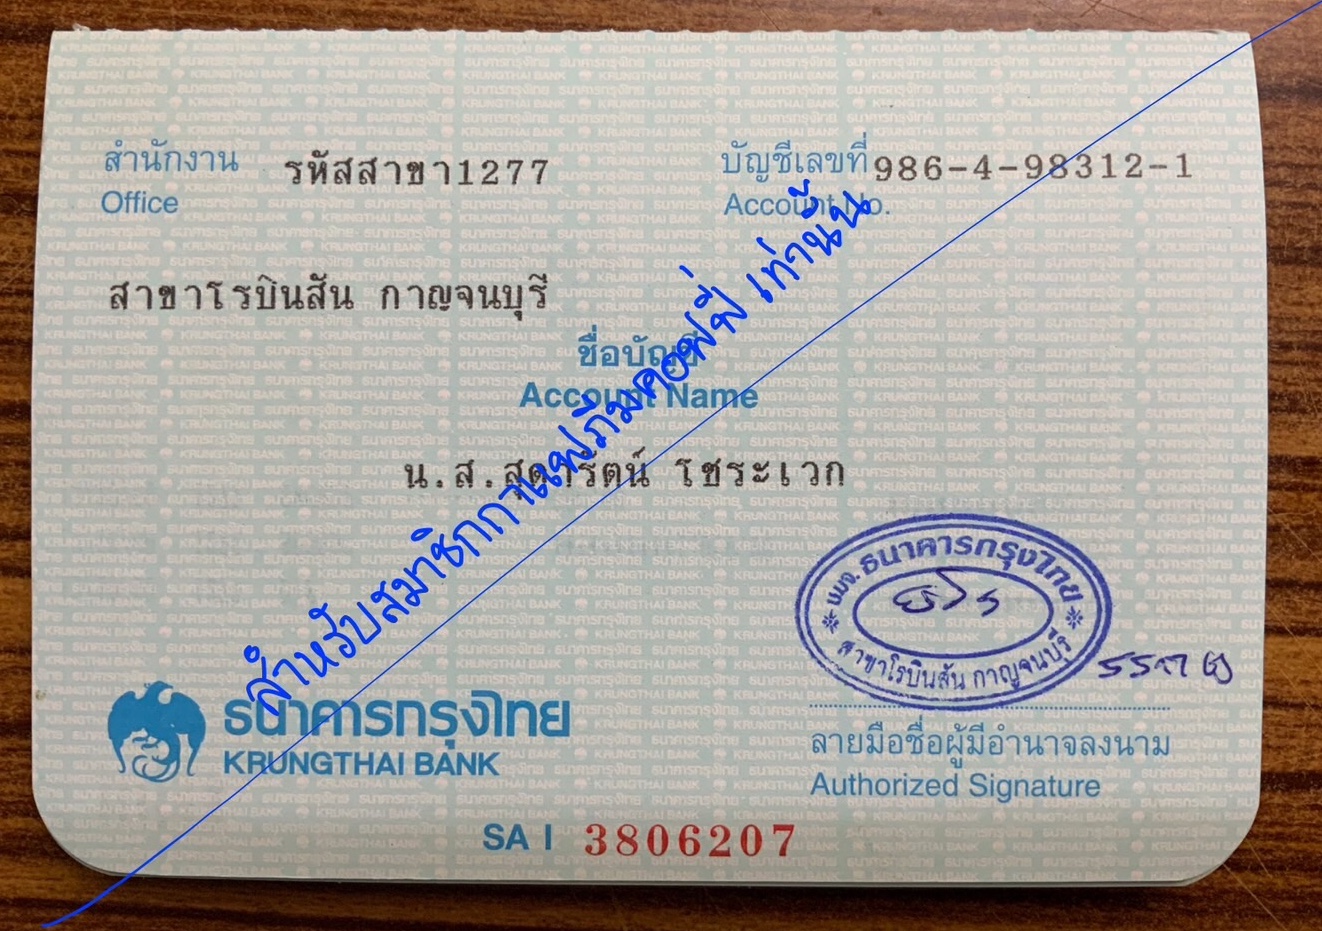 สำนักงาน รหัสสาขา1277
Office
บัญชีเลขที่ 986-4-98312-1
Account No.
สาขาโรบินสัน กาญจนบุรี
ชื่อบัญชี
Account Name
น.ส.สุดารัตน์ โชระเวก
สำหรับสมาชิกกาแฟภีมคอฟฟี่ เท่านั้น
บมจ.ธนาคารกรุงไทย
สาขาโรบินสัน กาญจนบุรี
ลายมือชื่อผู้มีอำนาจลงนาม
Authorized Signature
ธนาคารกรุงไทย
KRUNGTHAI BANK
SA I 3806207